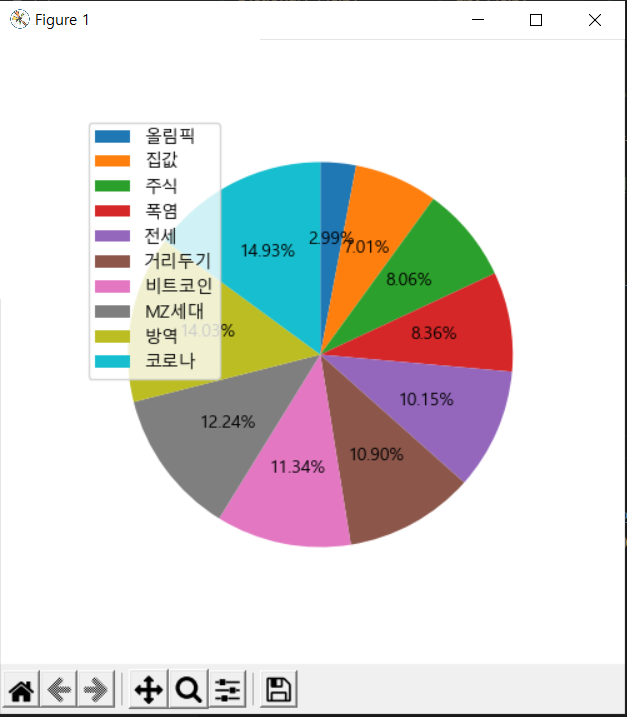 Figure 1
올림픽
집값
주식
폭염
전세
거리두기
비트코인
MZ세대
방역
코로나
2.99%
7.01%
8.06%
8.36%
10.15%
10.90%
11.34%
12.24%
14.03%
14.93%